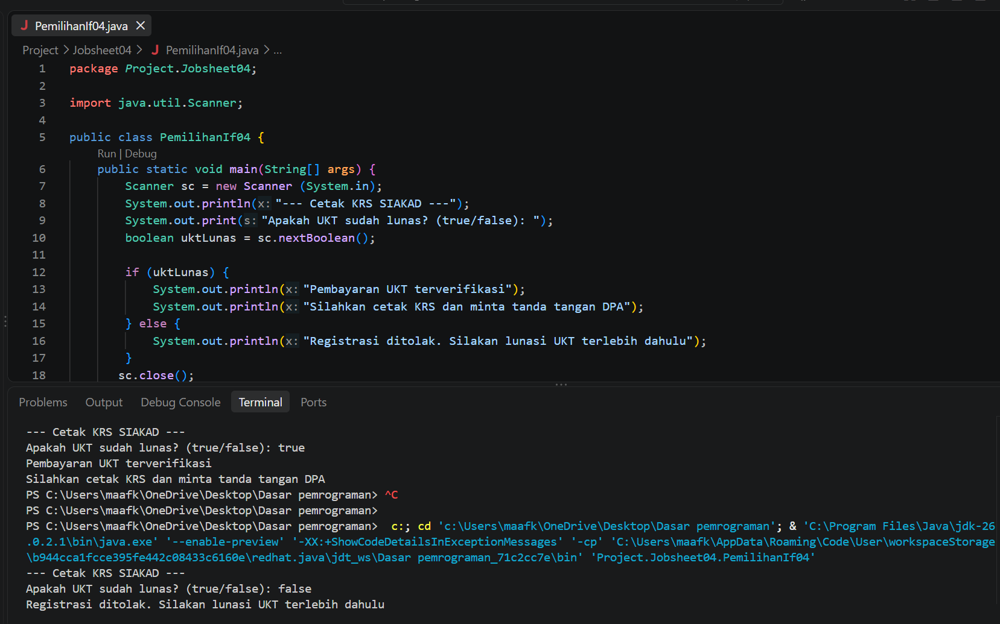 J PemilihanIf04.java ×
Project > Jobsheet04 > J PemilihanIf04.java > ...
1 package Project.Jobsheet04;
2
3 import java.util.Scanner;
4
5 public class PemilihanIf04 {
Run | Debug
6 public static void main(String[] args) {
7 Scanner sc = new Scanner (System.in);
8 System.out.println(x: "--- Cetak KRS SIAKAD ---");
9 System.out.print(s: "Apakah UKT sudah lunas? (true/false): ");
10 boolean uktLunas = sc.nextBoolean();
11
12 if (uktLunas) {
13 System.out.println(x: "Pembayaran UKT terverifikasi");
14 System.out.println(x: "Silahkan cetak KRS dan minta tanda tangan DPA");
15 } else {
16 System.out.println(x: "Registrasi ditolak. Silakan lunasi UKT terlebih dahulu");
17 }
18 sc.close();
Problems Output Debug Console Terminal Ports
--- Cetak KRS SIAKAD ---
Apakah UKT sudah lunas? (true/false): true
Pembayaran UKT terverifikasi
Silahkan cetak KRS dan minta tanda tangan DPA
PS C:\Users\maafk\OneDrive\Desktop\Dasar pemrograman> ^C
PS C:\Users\maafk\OneDrive\Desktop\Dasar pemrograman>
PS C:\Users\maafk\OneDrive\Desktop\Dasar pemrograman> c:; cd 'c:\Users\maafk\OneDrive\Desktop\Dasar pemrograman'; & 'C:\Program Files\Java\jdk-26
.0.2.1\bin\java.exe' '--enable-preview' '-XX:+ShowCodeDetailsInExceptionMessages' '-cp' 'C:\Users\maafk\AppData\Roaming\Code\User\workspaceStorage
\b944cca1fcce395fe442c08433c6160e\redhat.java\jdt_ws\Dasar pemrograman_71c2cc7e\bin' 'Project.Jobsheet04.PemilihanIf04'
--- Cetak KRS SIAKAD ---
Apakah UKT sudah lunas? (true/false): false
Registrasi ditolak. Silakan lunasi UKT terlebih dahulu